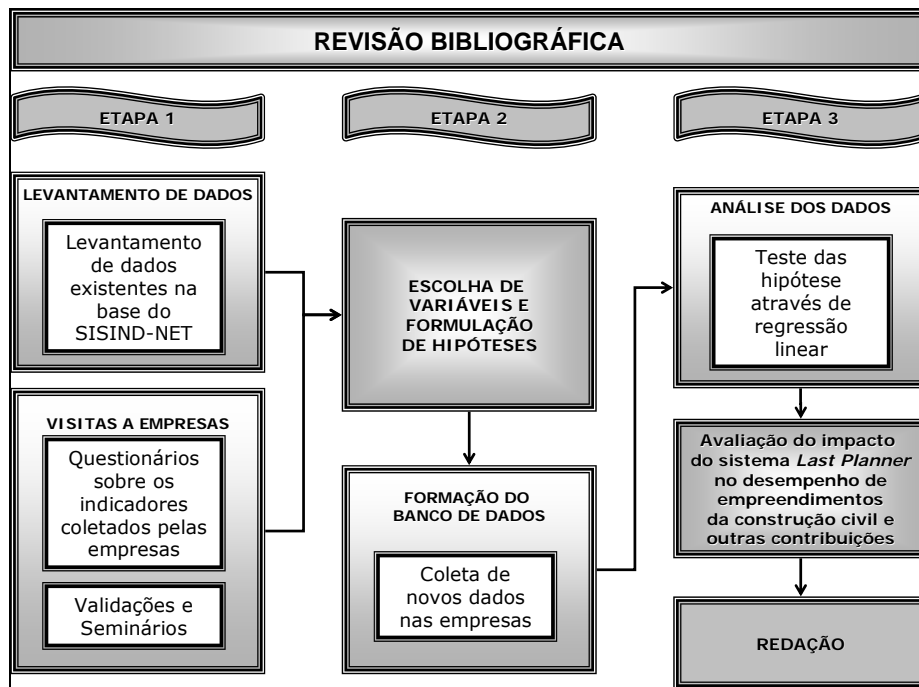 REVISÃO BIBLIOGRÁFICA
ETAPA 1
ETAPA 2
ETAPA 3
LEVANTAMENTO DE DADOS
Levantamento
de dados
existentes na
base do
SISIND-NET
VISITAS A EMPRESAS
Questionários
sobre os
indicadores
coletados pelas
empresas
Validações e
Seminários
ESCOLHA DE
VARIÁVEIS E
FORMULAÇÃO
DE HIPÓTESES
FORMAÇÃO DO
BANCO DE DADOS
Coleta de
novos dados
nas empresas
ANÁLISE DOS DADOS
Teste das
hipótese
através de
regressão
linear
Avaliação do impacto
do sistema Last Planner
no desempenho de
empreendimentos
da construção civil e
outras contribuições
REDAÇÃO